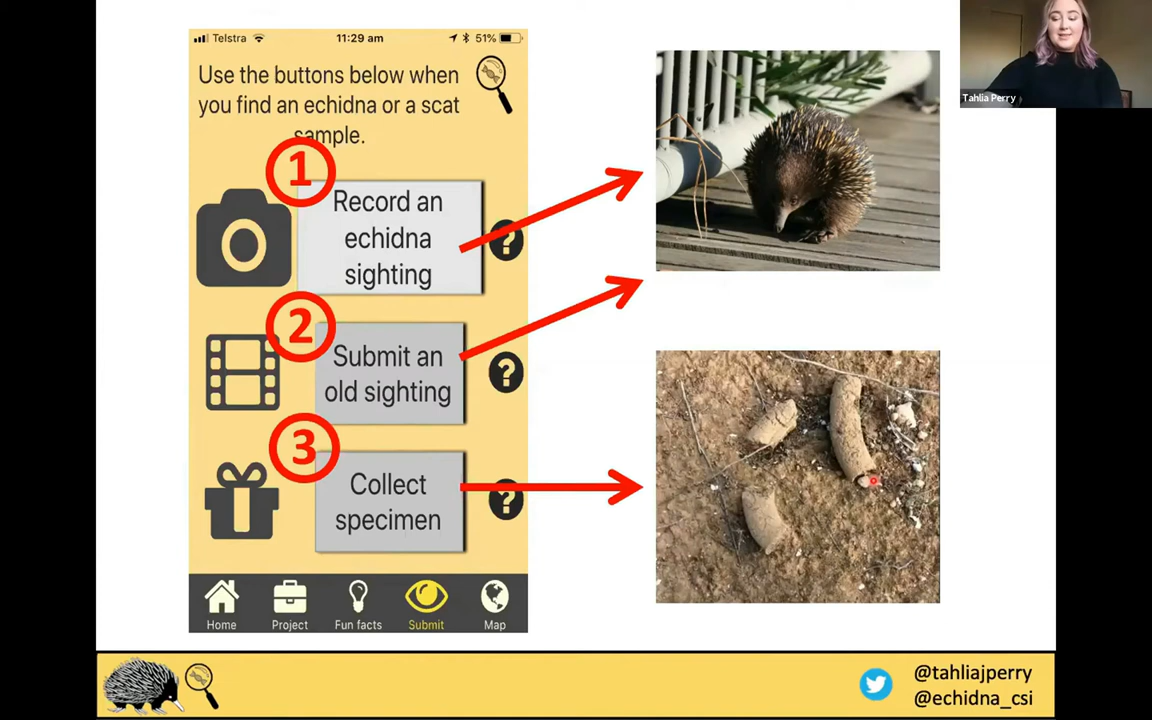 Telstra
11:29 am
51%
Use the buttons below when
you find an echidna or a scat
sample.
1
Record an
echidna
sighting
?
2
Submit an
old sighting
?
3
Collect
specimen
?
Home
Project
Fun facts
Submit
Map
Tahlia Perry
@tahliajperry
@echidna_csi